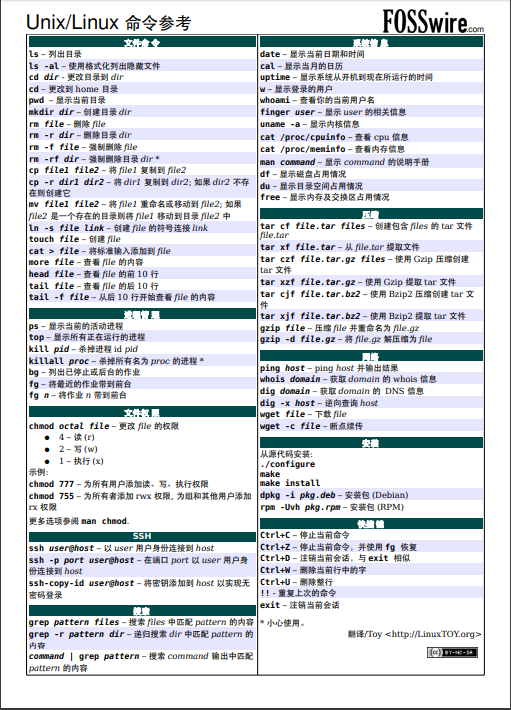 Unix/Linux 命令参考
FOSSwire.com
文件命令
ls – 列出目录
ls -al – 使用格式化列出隐藏文件
cd dir - 更改目录到 dir
cd – 更改到 home 目录
pwd – 显示当前目录
mkdir dir – 创建目录 dir
rm file – 删除 file
rm -r dir – 删除目录 dir
rm -f file – 强制删除 file
rm -rf dir – 强制删除目录 dir *
cp file1 file2 – 将 file1 复制到 file2
cp -r dir1 dir2 – 将 dir1 复制到 dir2; 如果 dir2 不存
在则创建它
mv file1 file2 – 将 file1 重命名或移动到 file2; 如果
file2 是一个存在的目录则将 file1 移动到目录 file2 中
ln -s file link – 创建 file 的符号连接 link
touch file – 创建 file
cat > file – 将标准输入添加到 file
more file – 查看 file 的内容
head file – 查看 file 的前 10 行
tail file – 查看 file 的后 10 行
tail -f file – 从后 10 行开始查看 file 的内容
进程管理
ps – 显示当前的活动进程
top – 显示所有正在运行的进程
kill pid – 杀掉进程 id pid
killall proc – 杀掉所有名为 proc 的进程 *
bg – 列出已停止或后台的作业
fg – 将最近的作业带到前台
fg n – 将作业 n 带到前台
文件权限
chmod octal file – 更改 file 的权限
● 4 – 读 (r)
● 2 – 写 (w)
● 1 – 执行 (x)
示例:
chmod 777 – 为所有用户添加读、写、执行权限
chmod 755 – 为所有者添加 rwx 权限, 为组和其他用户添加
rx 权限
更多选项参阅 man chmod.
SSH
ssh user@host – 以 user 用户身份连接到 host
ssh -p port user@host – 在端口 port 以 user 用户身
份连接到 host
ssh-copy-id user@host – 将密钥添加到 host 以实现无
密码登录
搜索
grep pattern files – 搜索 files 中匹配 pattern 的内容
grep -r pattern dir – 递归搜索 dir 中匹配 pattern 的
内容
command | grep pattern – 搜索 command 输出中匹配
pattern 的内容
系统信息
date – 显示当前日期和时间
cal – 显示当月的日历
uptime – 显示系统从开机到现在所运行的时间
w – 显示登录的用户
whoami – 查看你的当前用户名
finger user – 显示 user 的相关信息
uname -a – 显示内核信息
cat /proc/cpuinfo – 查看 cpu 信息
cat /proc/meminfo – 查看内存信息
man command – 显示 command 的说明手册
df – 显示磁盘占用情况
du – 显示目录空间占用情况
free – 显示内存及交换区占用情况
压缩
tar cf file.tar files – 创建包含 files 的 tar 文件
file.tar
tar xf file.tar – 从 file.tar 提取文件
tar czf file.tar.gz files – 使用 Gzip 压缩创建
tar 文件
tar xzf file.tar.gz – 使用 Gzip 提取 tar 文件
tar cjf file.tar.bz2 – 使用 Bzip2 压缩创建 tar 文
件
tar xjf file.tar.bz2 – 使用 Bzip2 提取 tar 文件
gzip file – 压缩 file 并重命名为 file.gz
gzip -d file.gz – 将 file.gz 解压缩为 file
网络
ping host – ping host 并输出结果
whois domain – 获取 domain 的 whois 信息
dig domain – 获取 domain 的 DNS 信息
dig -x host – 逆向查询 host
wget file – 下载 file
wget -c file – 断点续传
安装
从源代码安装:
./configure
make
make install
dpkg -i pkg.deb – 安装包 (Debian)
rpm -Uvh pkg.rpm – 安装包 (RPM)
快捷键
Ctrl+C – 停止当前命令
Ctrl+Z – 停止当前命令，并使用 fg 恢复
Ctrl+D – 注销当前会话，与 exit 相似
Ctrl+W – 删除当前行中的字
Ctrl+U – 删除整行
!! - 重复上次的命令
exit – 注销当前会话
* 小心使用。
翻译/Toy <http://LinuxTOY.org>
cc BY-NC-SA